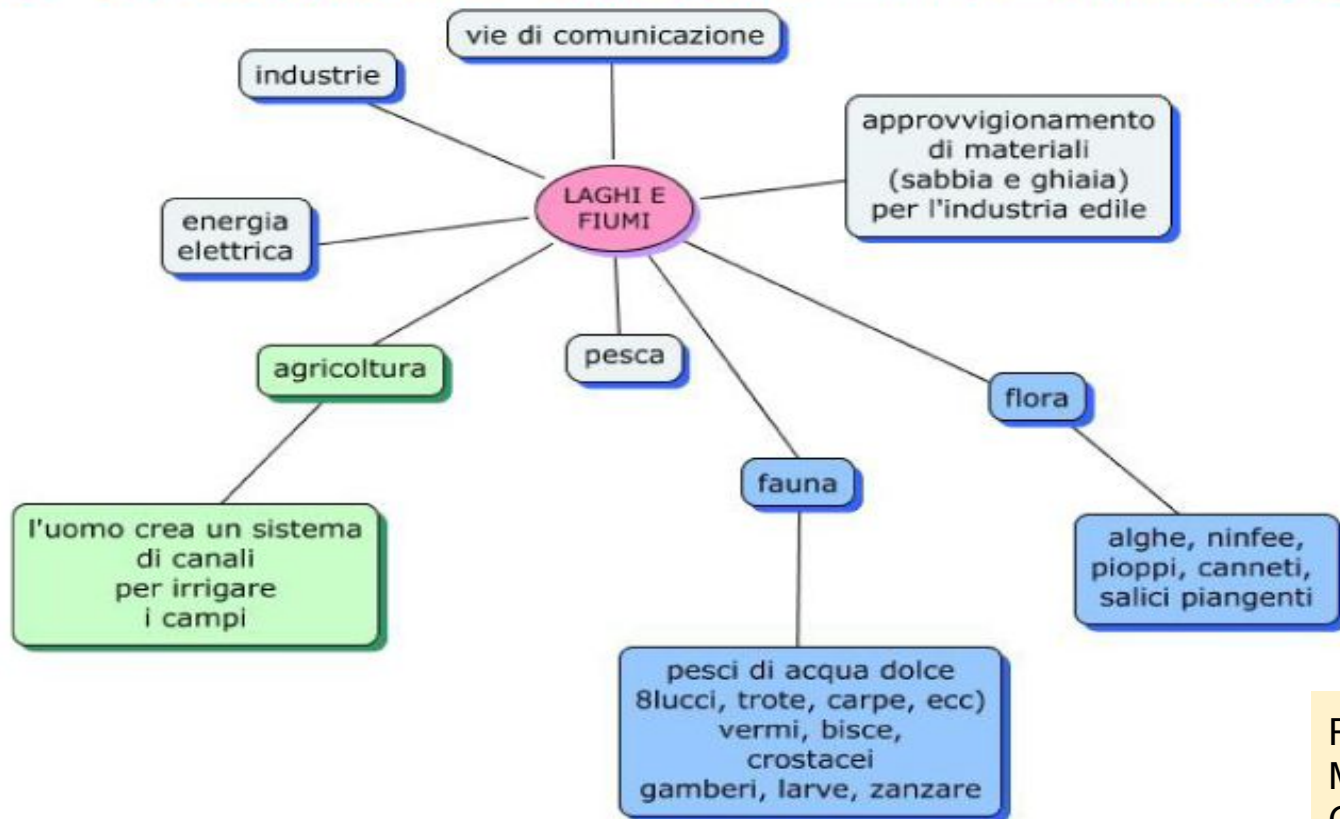 vie di comunicazione
industrie
approvvigionamento
di materiali
(sabbia e ghiaia)
per l'industria edile
LAGHI E
FIUMI
energia
elettrica
agricoltura
pesca
flora
fauna
l'uomo crea un sistema
di canali
per irrigare
i campi
alghe, ninfee,
pioppi, canneti,
salici piangenti
pesci di acqua dolce
8lucci, trote, carpe, ecc)
vermi, bisce,
crostacei
gamberi, larve, zanzare